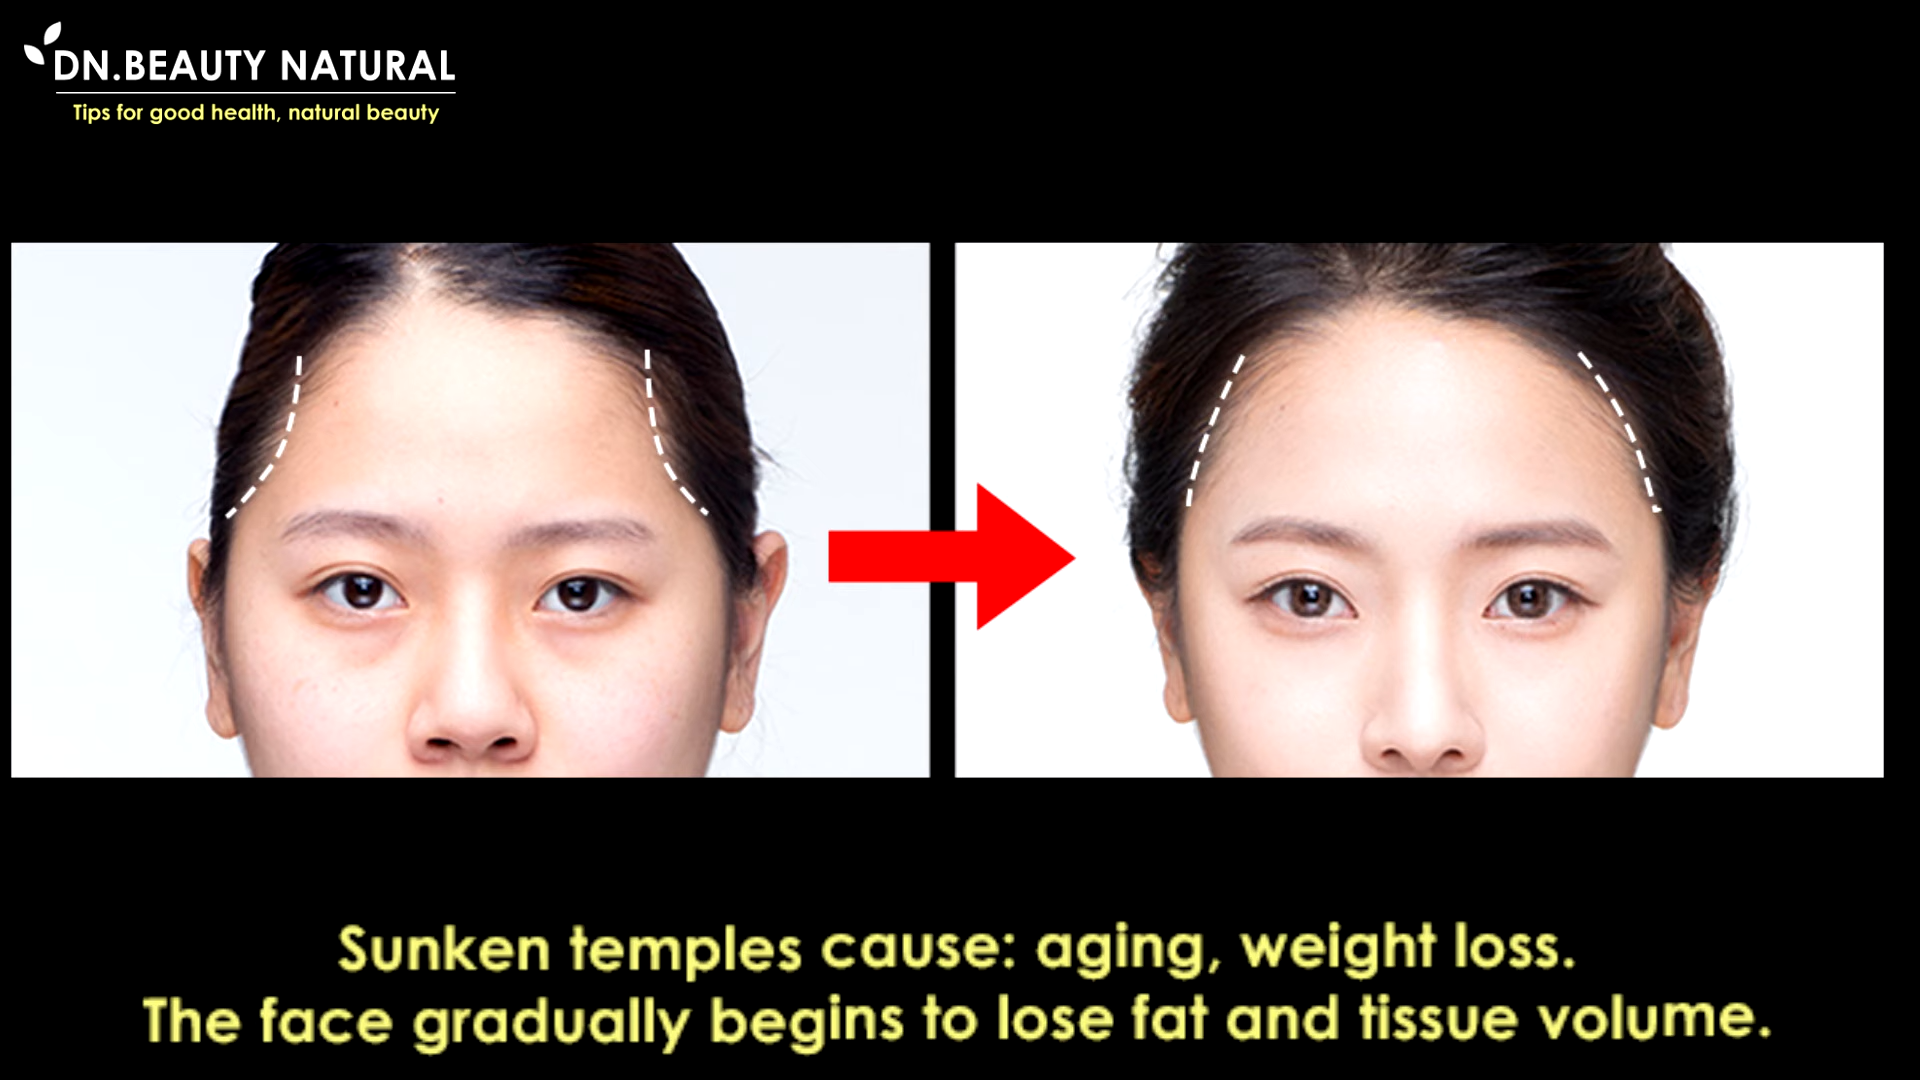 DN.BEAUTY NATURAL
Tips for good health, natural beauty
Sunken temples cause: aging, weight loss.
The face gradually begins to lose fat and tissue volume.